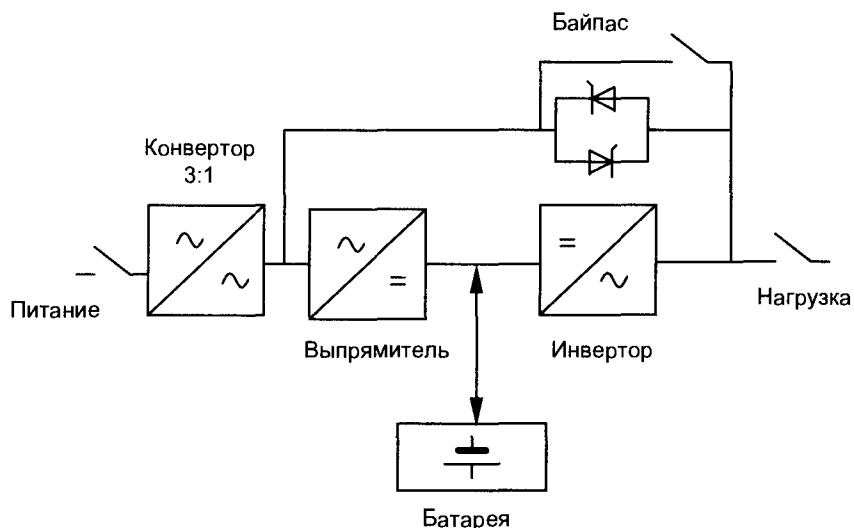 Байпас
Конвертор
3:1
Питание
Выпрямитель
Инвертор
Нагрузка
Батарея